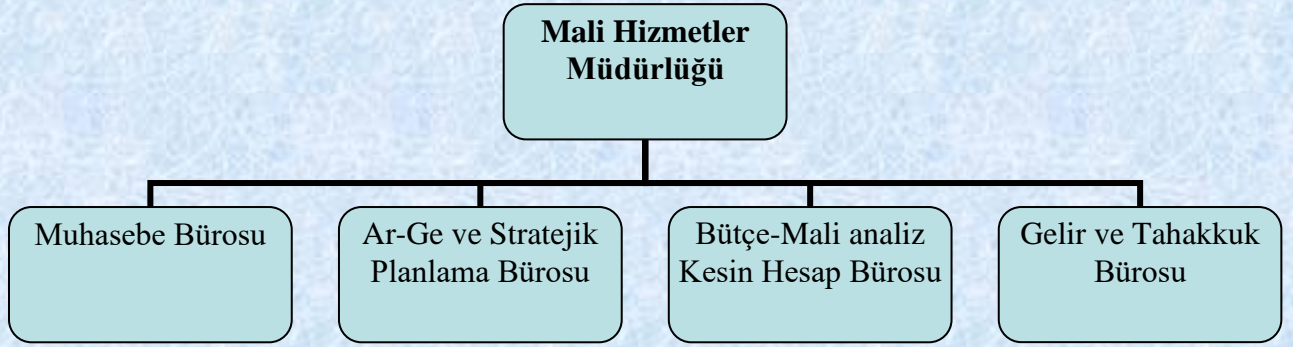 Mali Hizmetler
Müdürlüğü
Muhasebe Bürosu
Ar-Ge ve Stratejik
Planlama Bürosu
Bütçe-Mali analiz
Kesin Hesap Bürosu
Gelir ve Tahakkuk
Bürosu